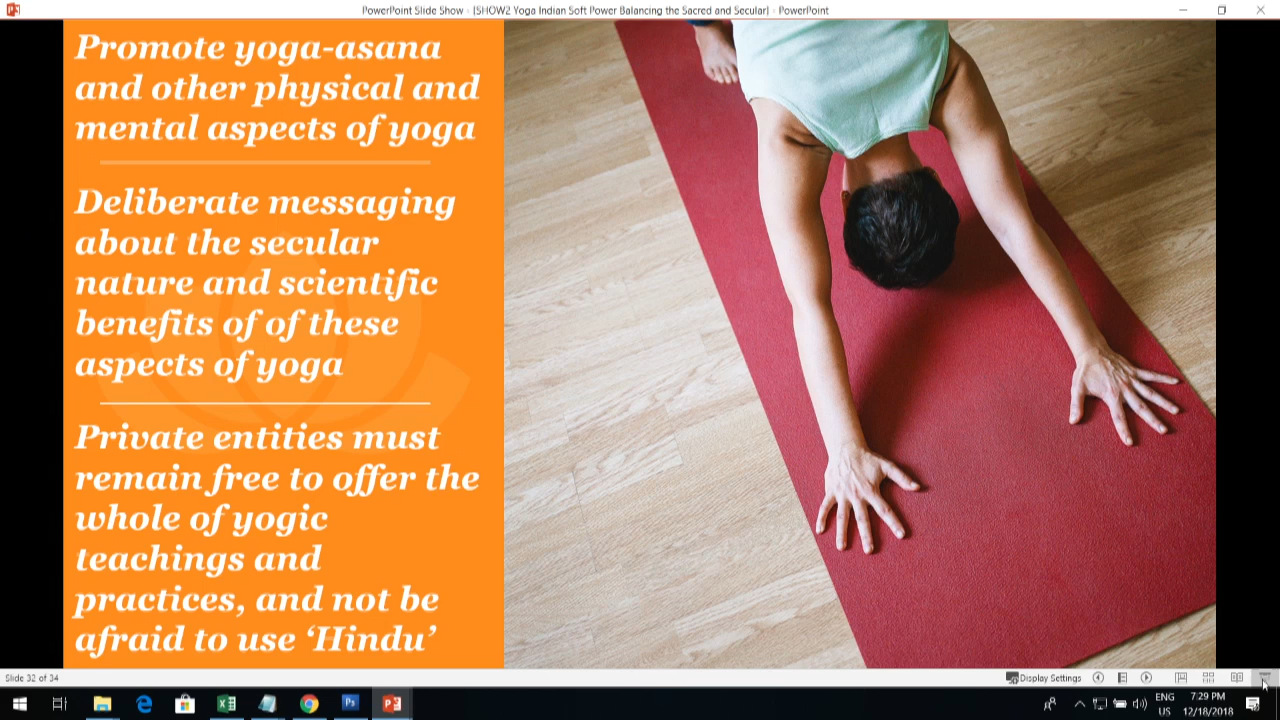 PowerPoint Slide Show - [SHOW2 Yoga Indian Soft Power Balancing the Sacred and Secular] - PowerPoint
Promote yoga-asana
and other physical and
mental aspects of yoga
Deliberate messaging
about the secular
nature and scientific
benefits of of these
aspects of yoga
Private entities must
remain free to offer the
whole of yogic
teachings and
practices, and not be
afraid to use ‘Hindu’
Slide 32 of 34
Display Settings
ENG
US
7:29 PM
12/18/2018